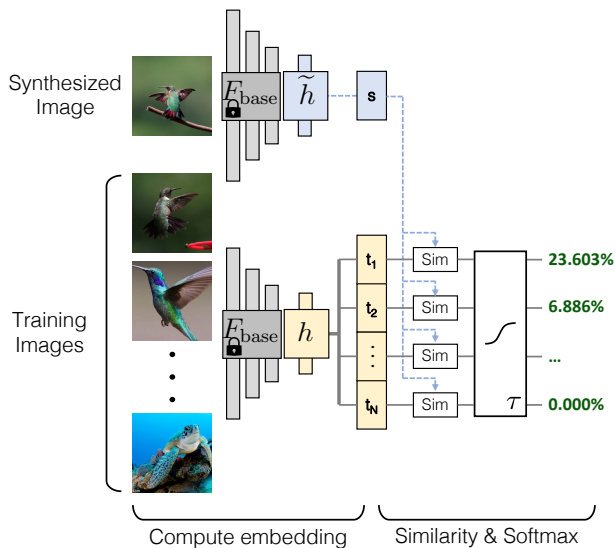 Synthesized
Image
F_base
h̃
s
Training
Images
F_base
h
t₁
t₂
⋮
t_N
Sim
Sim
Sim
Sim
τ
23.603%
6.886%
...
0.000%
Compute embedding
Similarity & Softmax